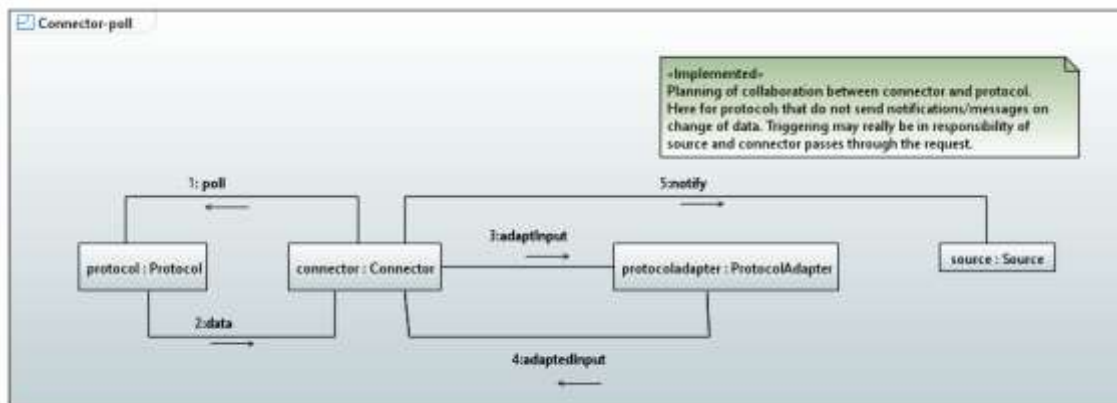 Connector-poll
«Implemented»
Planning of collaboration between connector and protocol.
Here for protocols that do not send notifications/messages on
change of data. Triggering may really be in responsibility of
source and connector passes through the request.
1: poll
5:notify
3:adaptInput
protocol : Protocol
connector : Connector
protocoladapter : ProtocolAdapter
source : Source
2:data
4:adaptedInput